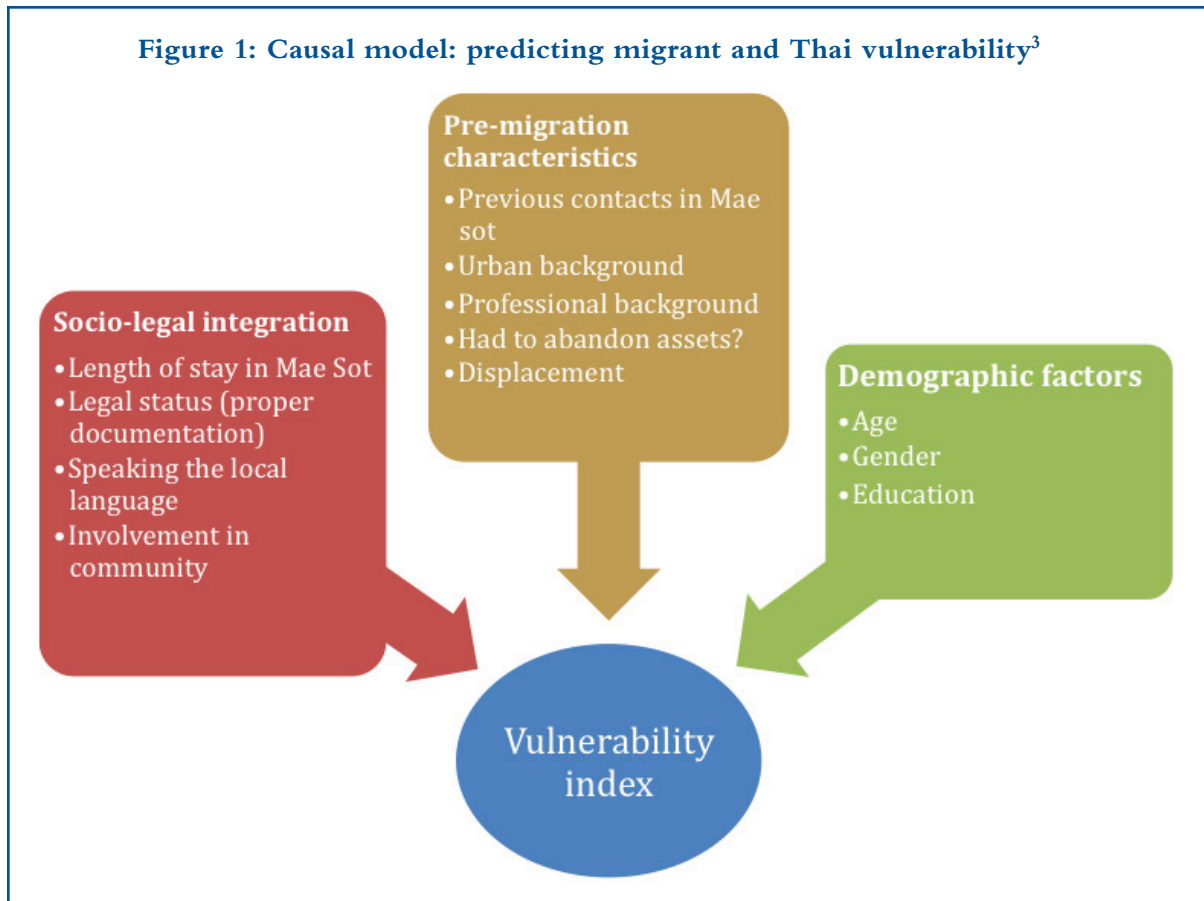 Figure 1: Causal model: predicting migrant and Thai vulnerability³
Pre-migration
characteristics
•Previous contacts in Mae
sot
•Urban background
•Professional background
•Had to abandon assets?
•Displacement
Socio-legal integration
•Length of stay in Mae Sot
•Legal status (proper
documentation)
•Speaking the local
language
•Involvement in
community
Demographic factors
•Age
•Gender
•Education
Vulnerability
index